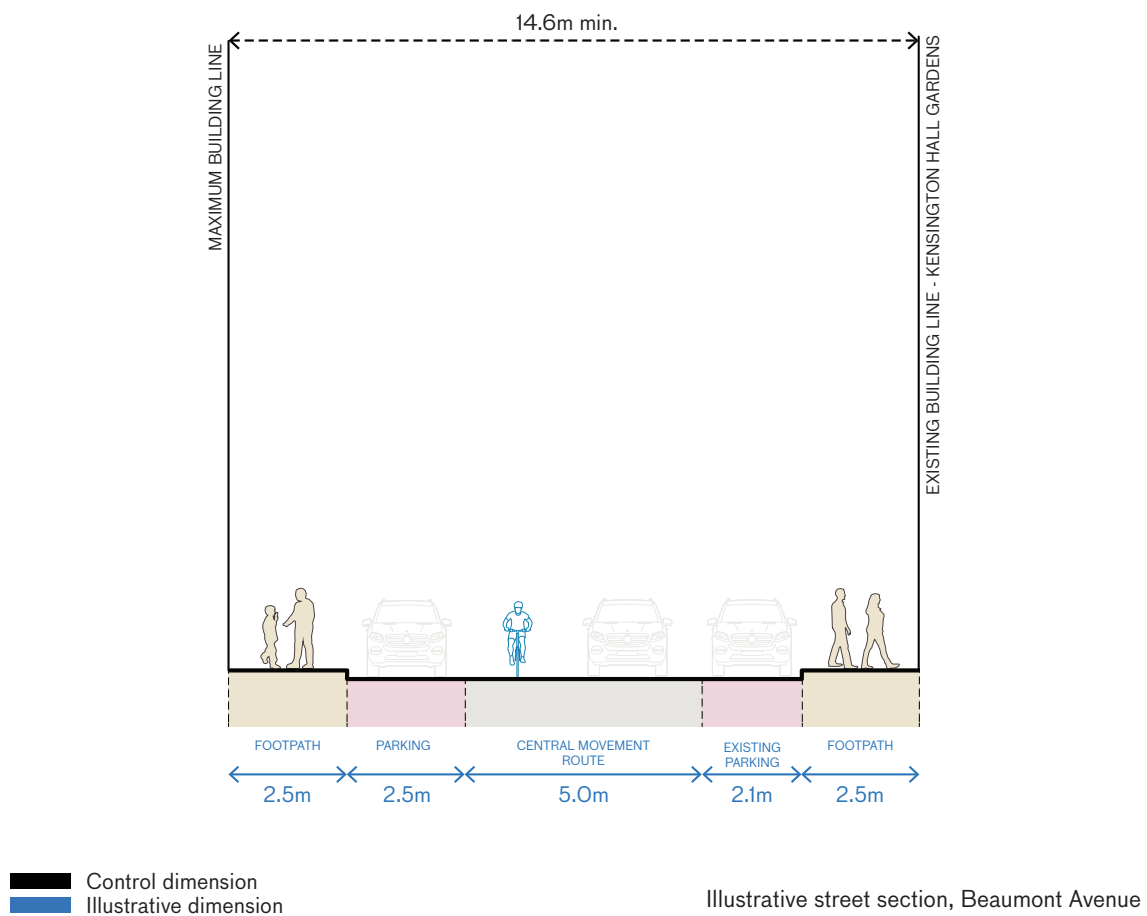 14.6m min.
MAXIMUM BUILDING LINE
EXISTING BUILDING LINE - KENSINGTON HALL GARDENS
FOOTPATH
PARKING
CENTRAL MOVEMENT
ROUTE
EXISTING
PARKING
FOOTPATH
2.5m
2.5m
5.0m
2.1m
2.5m
Control dimension
Illustrative dimension
Illustrative street section, Beaumont Avenue